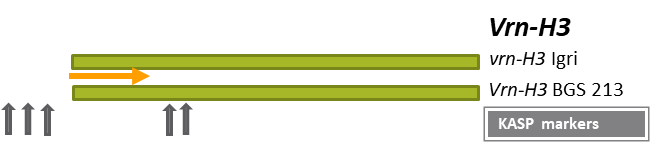 Vrn-H3
vrn-H3 Igri
Vrn-H3 BGS 213
KASP markers